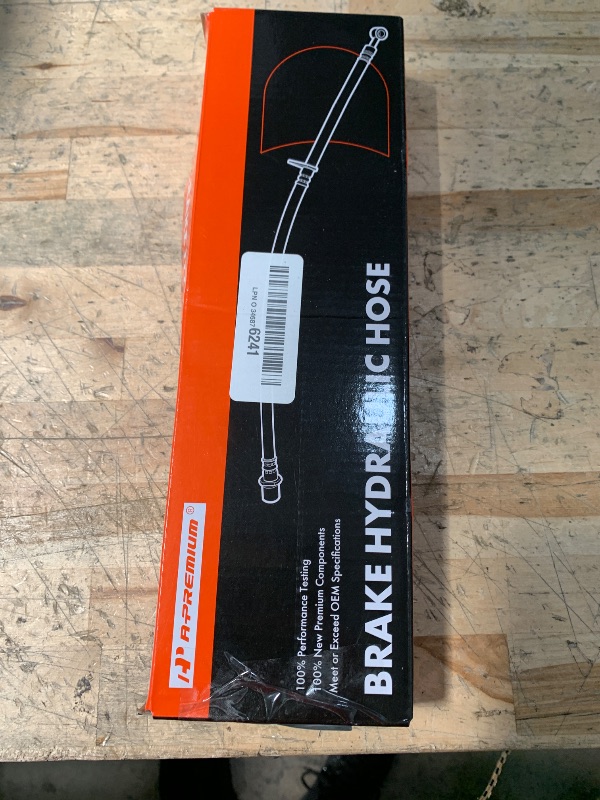 A-PREMIUM®
100% Performance Testing
100% New Premium Components
Meet or Exceed OEM Specifications
BRAKE HYDRAULIC HOSE
6241